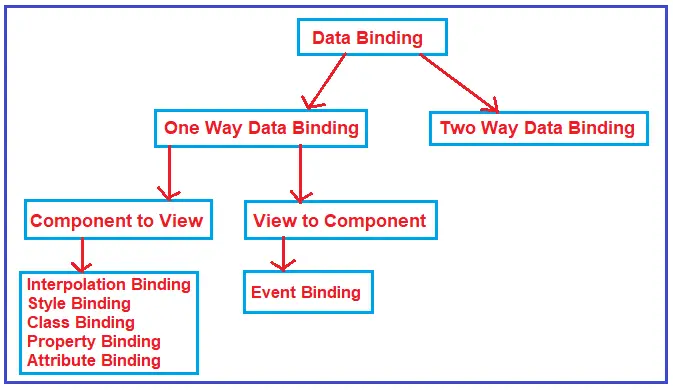 Data Binding
One Way Data Binding
Two Way Data Binding
Component to View
View to Component
Interpolation Binding
Style Binding
Class Binding
Property Binding
Attribute Binding
Event Binding